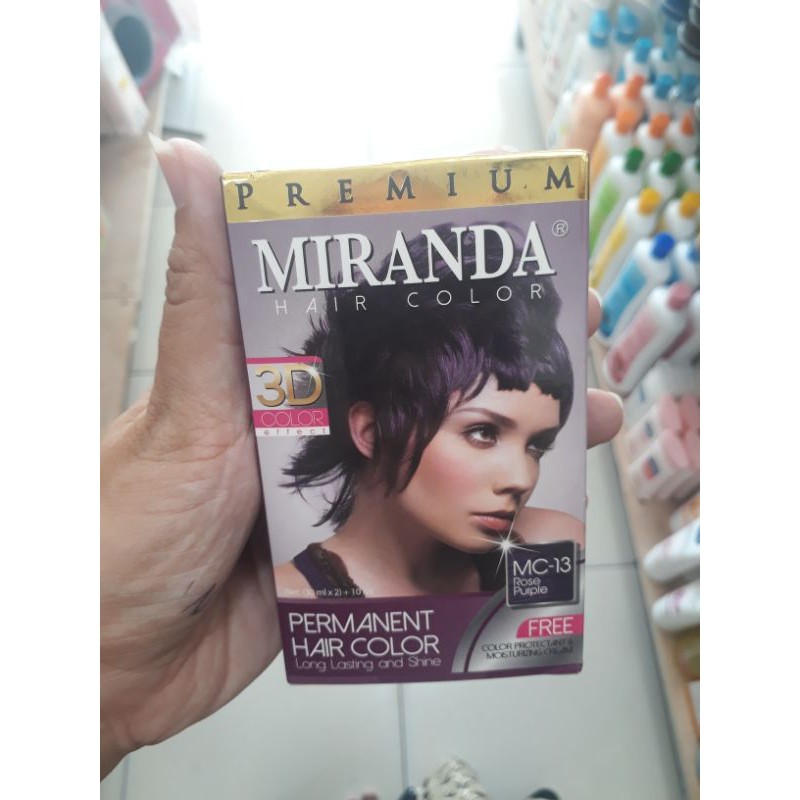 PREMIUM
MIRANDA®
HAIR COLOR
3D
COLOR
effect
MC-13
Rose
Purple
PERMANENT
HAIR COLOR
Long Lasting and Shine
FREE
COLOR PROTECTANT &
MOISTURIZING CREAM